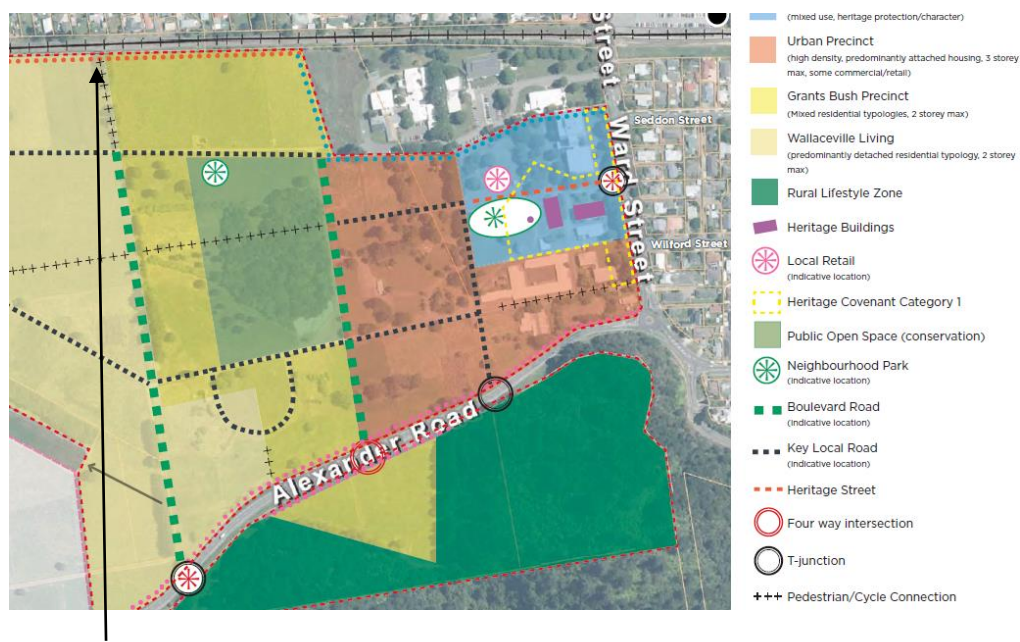 Street
Seddon Street
Ward Street
Wilford Street
Alexander Road
(mixed use, heritage protection/character)
Urban Precinct
(high density, predominantly attached housing, 3 storey
max, some commercial/retail)
Grants Bush Precinct
(Mixed residential typologies, 2 storey max)
Wallaceville Living
(predominantly detached residential typology, 2 storey
max)
Rural Lifestyle Zone
Heritage Buildings
Local Retail
(indicative location)
Heritage Covenant Category 1
Public Open Space (conservation)
Neighbourhood Park
(indicative location)
Boulevard Road
(indicative location)
Key Local Road
(indicative location)
Heritage Street
Four way intersection
T-junction
Pedestrian/Cycle Connection